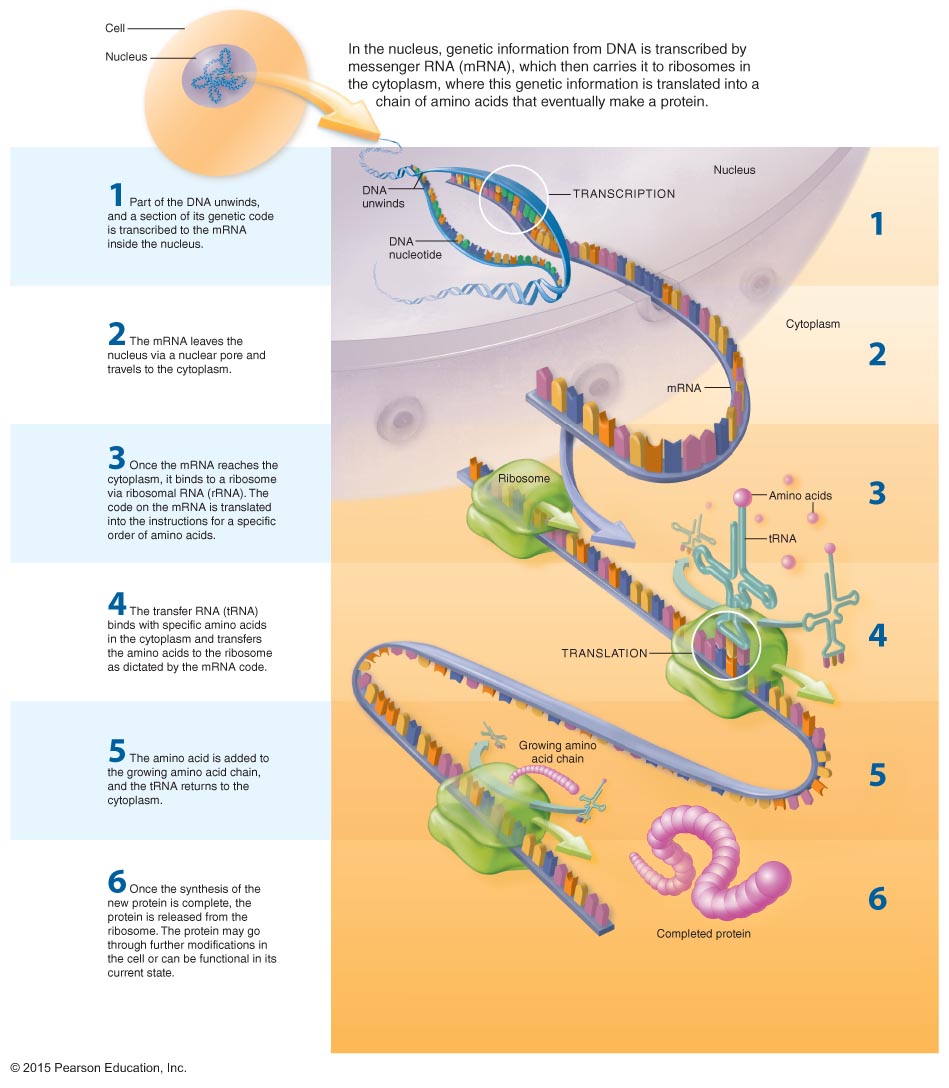 Cell
Nucleus
In the nucleus, genetic information from DNA is transcribed by
messenger RNA (mRNA), which then carries it to ribosomes in
the cytoplasm, where this genetic information is translated into a
chain of amino acids that eventually make a protein.
1 Part of the DNA unwinds,
and a section of its genetic code
is transcribed to the mRNA
inside the nucleus.
DNA
unwinds
TRANSCRIPTION
Nucleus
DNA
nucleotide
1
2 The mRNA leaves the
nucleus via a nuclear pore and
travels to the cytoplasm.
Cytoplasm
mRNA
2
3 Once the mRNA reaches the
cytoplasm, it binds to a ribosome
via ribosomal RNA (rRNA). The
code on the mRNA is translated
into the instructions for a specific
order of amino acids.
Ribosome
Amino acids
tRNA
3
4 The transfer RNA (tRNA)
binds with specific amino acids
in the cytoplasm and transfers
the amino acids to the ribosome
as dictated by the mRNA code.
TRANSLATION
4
5 The amino acid is added to
the growing amino acid chain,
and the tRNA returns to the
cytoplasm.
Growing amino
acid chain
5
6 Once the synthesis of the
new protein is complete, the
protein is released from the
ribosome. The protein may go
through further modifications in
the cell or can be functional in its
current state.
Completed protein
6
© 2015 Pearson Education, Inc.